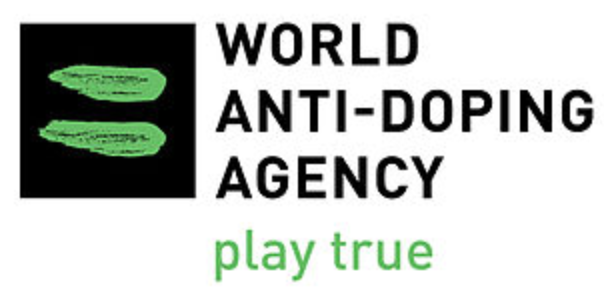 WORLD
ANTI-DOPING
AGENCY
play true